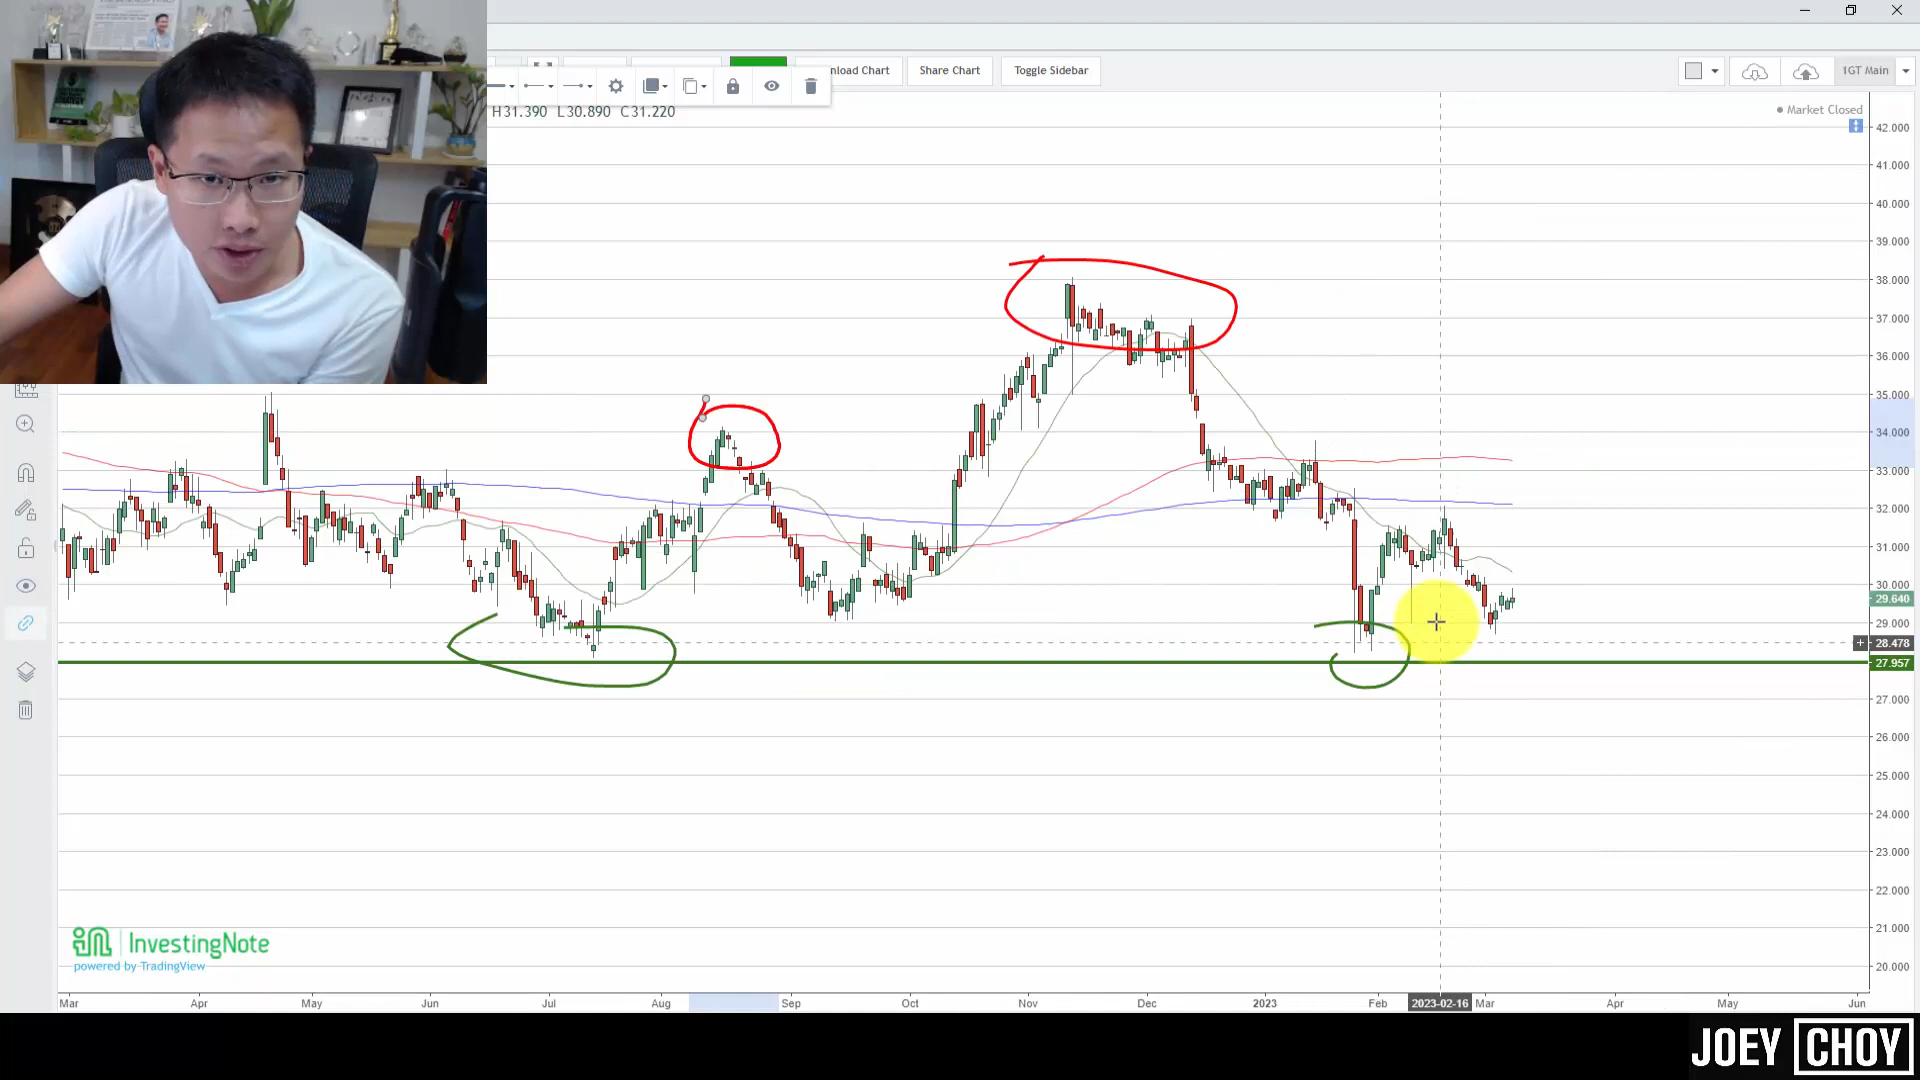 nload Chart
Share Chart
Toggle Sidebar
1GT Main
H31.390 L30.890 C31.220
Market Closed
42.000
41.000
40.000
39.000
38.000
37.000
36.000
35.000
34.000
33.000
32.000
31.000
30.000
29.640
29.000
28.478
27.957
27.000
26.000
25.000
24.000
23.000
22.000
21.000
20.000
InvestingNote
powered by TradingView
Mar Apr May Jun Jul Aug Sep Oct Nov Dec 2023 Feb 2023-02-16 Mar Apr May Jun
JOEY CHOY